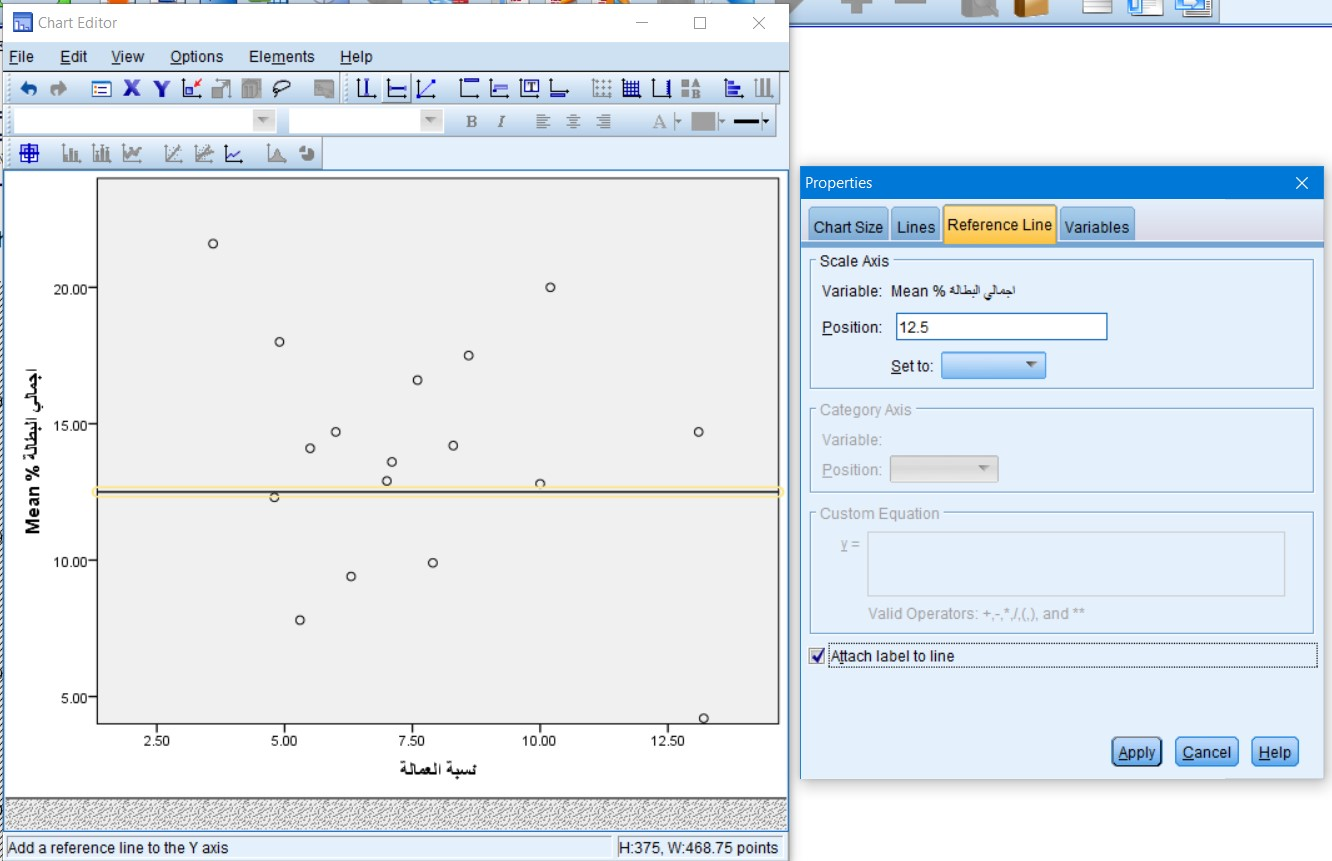 Chart Editor
File Edit View Options Elements Help
X Y
B I A
20.00
15.00
10.00
5.00
Mean % اجمالي البطالة
2.50 5.00 7.50 10.00 12.50
نسبة العمالة
Add a reference line to the Y axis
H:375, W:468.75 points
Properties
Chart Size Lines Reference Line Variables
Scale Axis
Variable: Mean % اجمالي البطالة
Position: 12.5
Set to:
Category Axis
Variable:
Position:
Custom Equation
y =
Valid Operators: +,-,*,/,(,), and **
Attach label to line
Apply Cancel Help